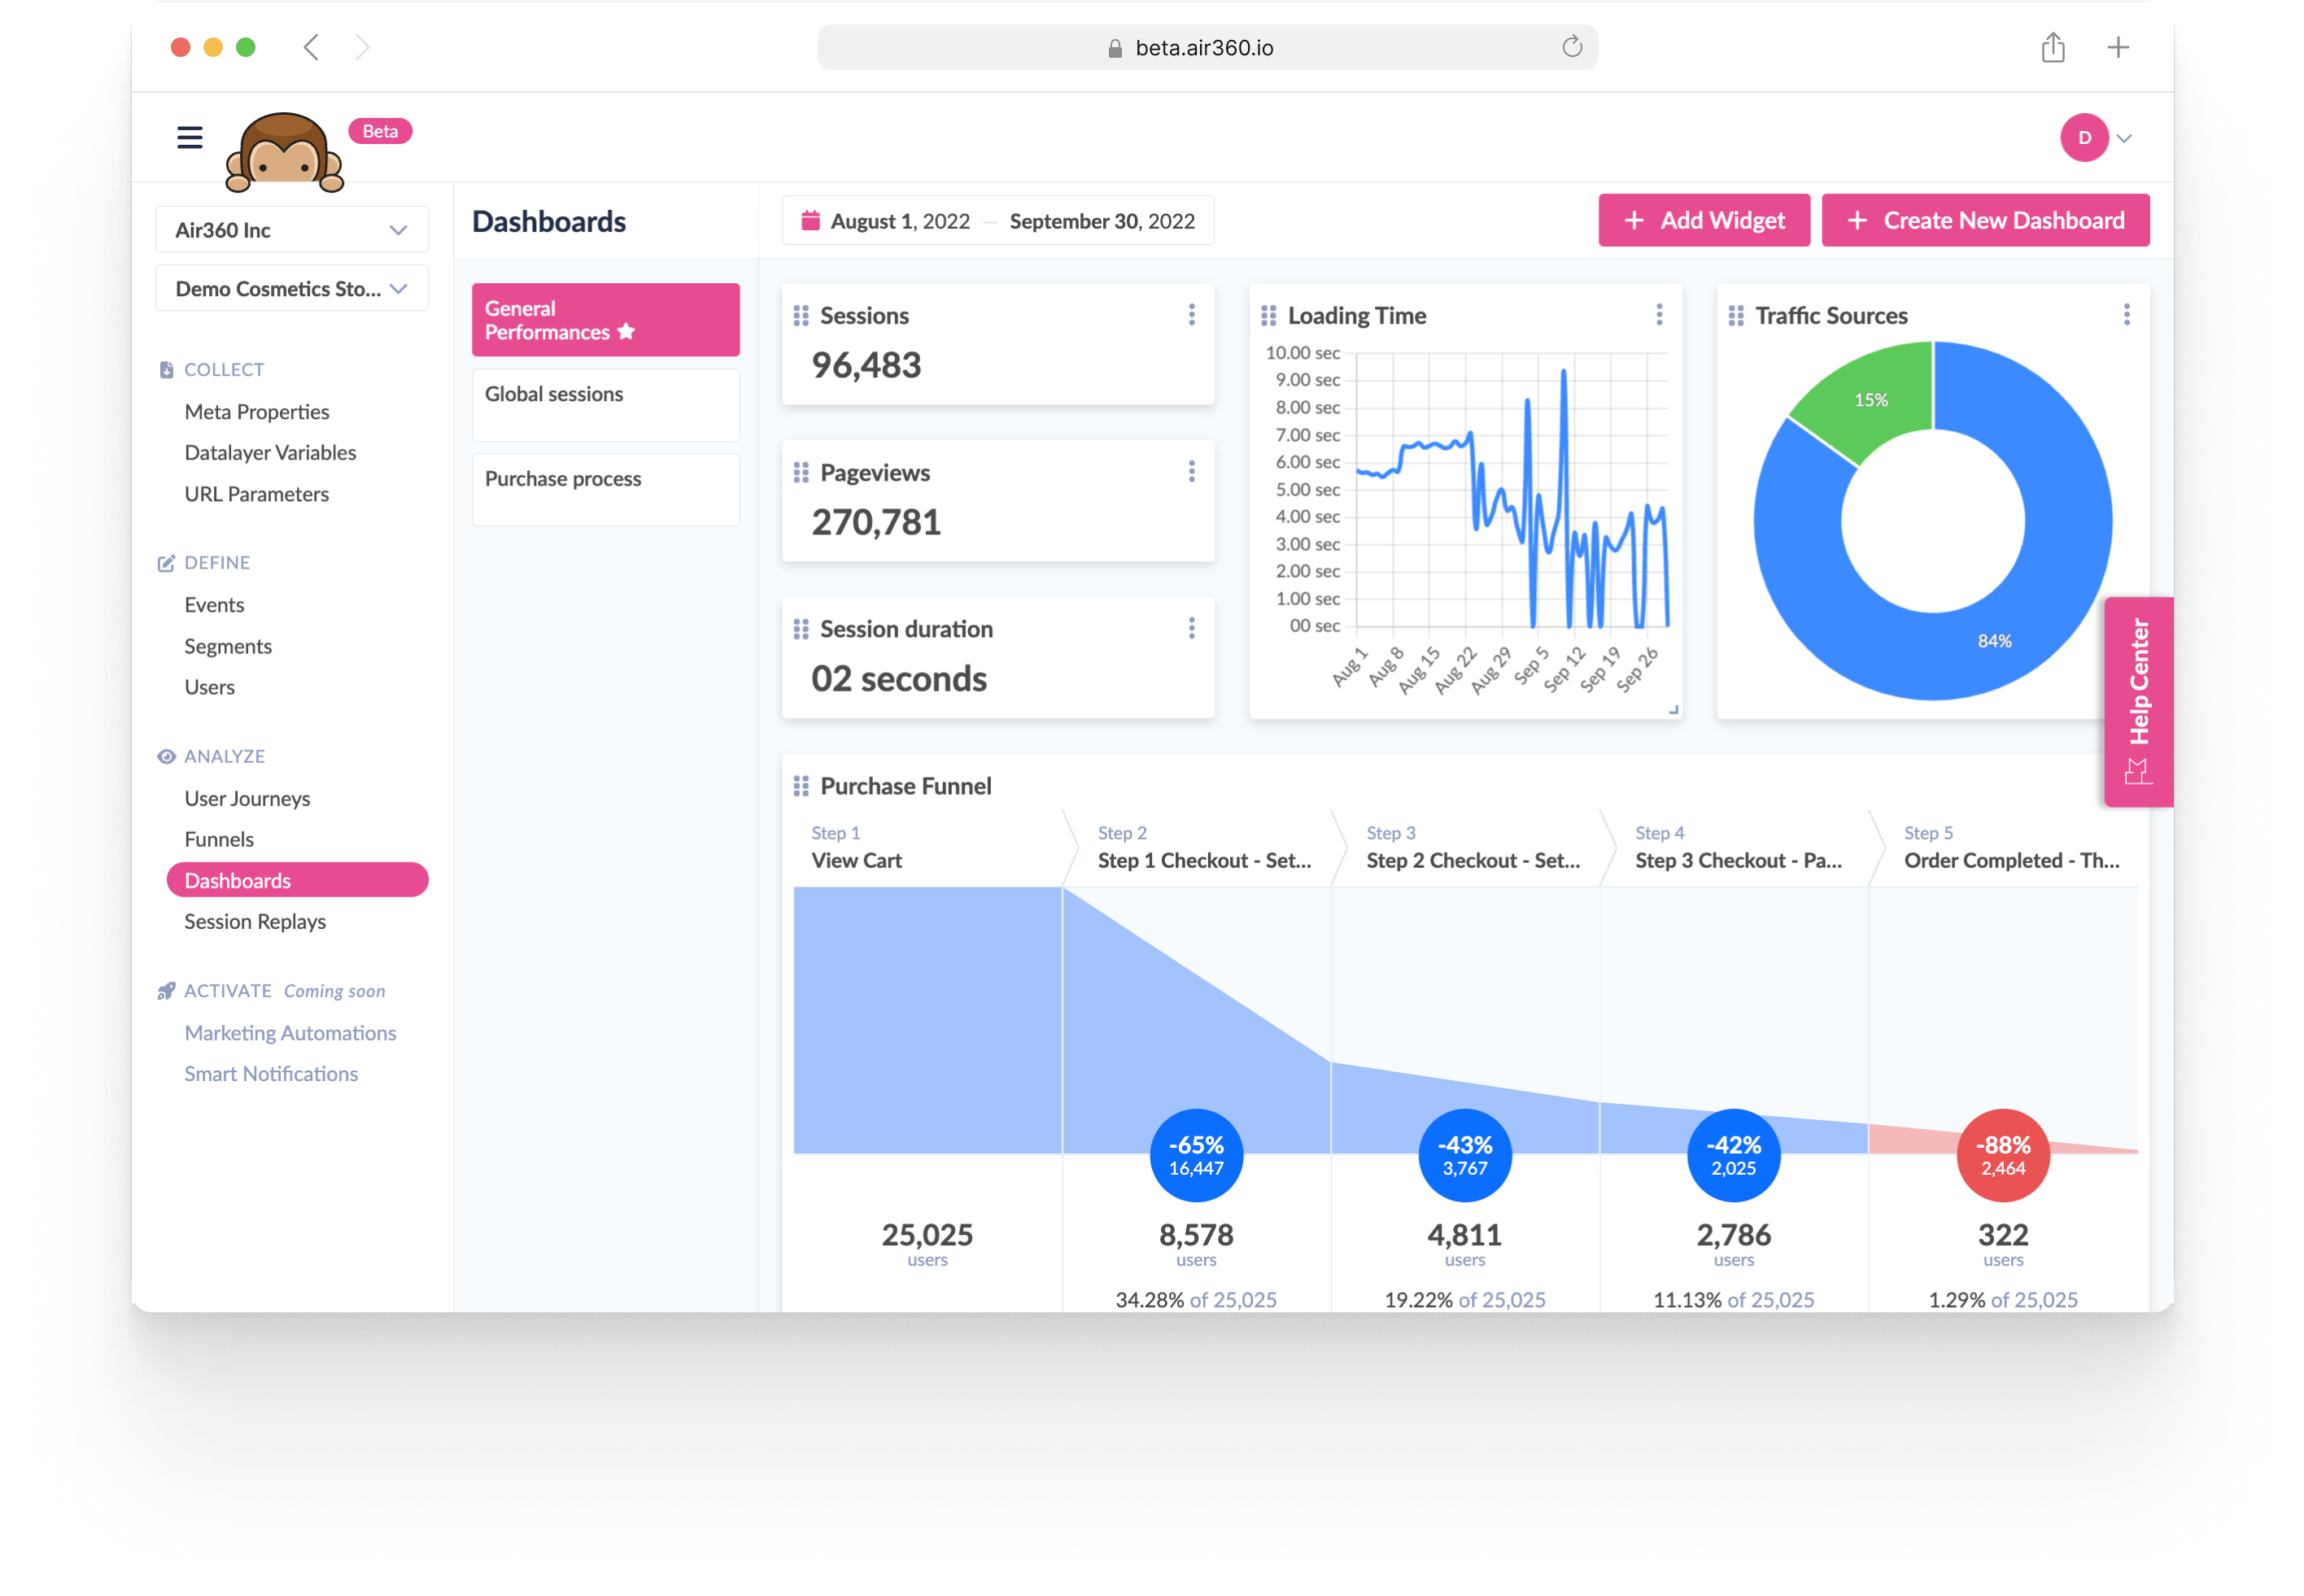 beta.air360.io
Beta
D
Air360 Inc
Demo Cosmetics Sto...
COLLECT
Meta Properties
Datalayer Variables
URL Parameters
DEFINE
Events
Segments
Users
ANALYZE
User Journeys
Funnels
Dashboards
Session Replays
ACTIVATE Coming soon
Marketing Automations
Smart Notifications
Dashboards
General
Performances
Global sessions
Purchase process
August 1, 2022 — September 30, 2022
+ Add Widget
+ Create New Dashboard
Sessions
96,483
Pageviews
270,781
Session duration
02 seconds
Loading Time
10.00 sec
9.00 sec
8.00 sec
7.00 sec
6.00 sec
5.00 sec
4.00 sec
3.00 sec
2.00 sec
1.00 sec
00 sec
Aug 1
Aug 8
Aug 15
Aug 22
Aug 29
Sep 5
Sep 12
Sep 19
Sep 26
Traffic Sources
15%
84%
Help Center
Purchase Funnel
Step 1
View Cart
Step 2
Step 1 Checkout - Set...
Step 3
Step 2 Checkout - Set...
Step 4
Step 3 Checkout - Pa...
Step 5
Order Completed - Th...
-65%
16,447
-43%
3,767
-42%
2,025
-88%
2,464
25,025
users
8,578
users
34.28% of 25,025
4,811
users
19.22% of 25,025
2,786
users
11.13% of 25,025
322
users
1.29% of 25,025